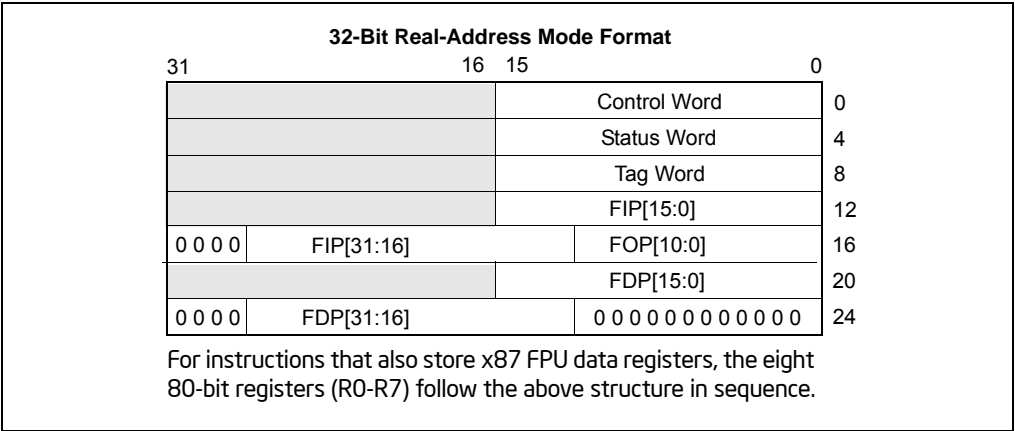 32-Bit Real-Address Mode Format
31 16 15 0
Control Word 0
Status Word 4
Tag Word 8
FIP[15:0] 12
0 0 0 0 FIP[31:16] FOP[10:0] 16
FDP[15:0] 20
0 0 0 0 FDP[31:16] 0 0 0 0 0 0 0 0 0 0 0 0 24
For instructions that also store x87 FPU data registers, the eight
80-bit registers (R0-R7) follow the above structure in sequence.